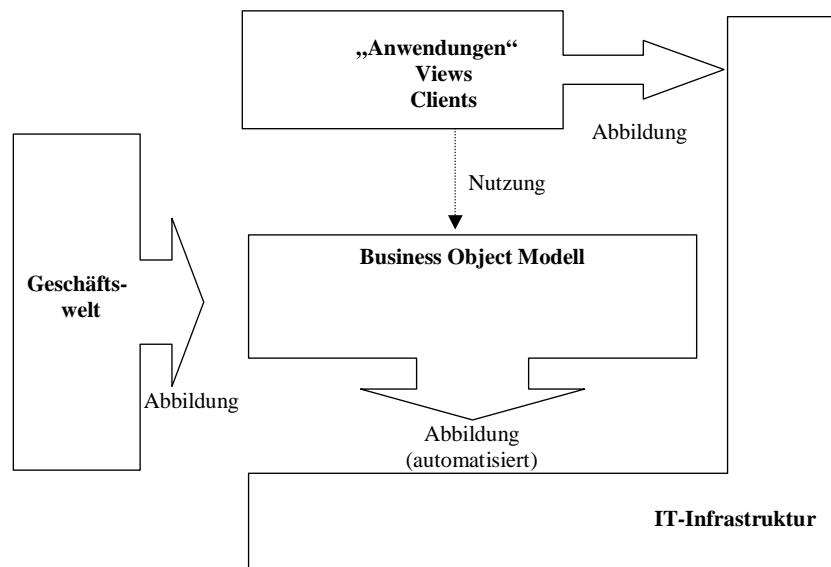 „Anwendungen“
Views
Clients
Abbildung
Nutzung
Business Object Modell
Geschäfts-
welt
Abbildung
Abbildung
(automatisiert)
IT-Infrastruktur